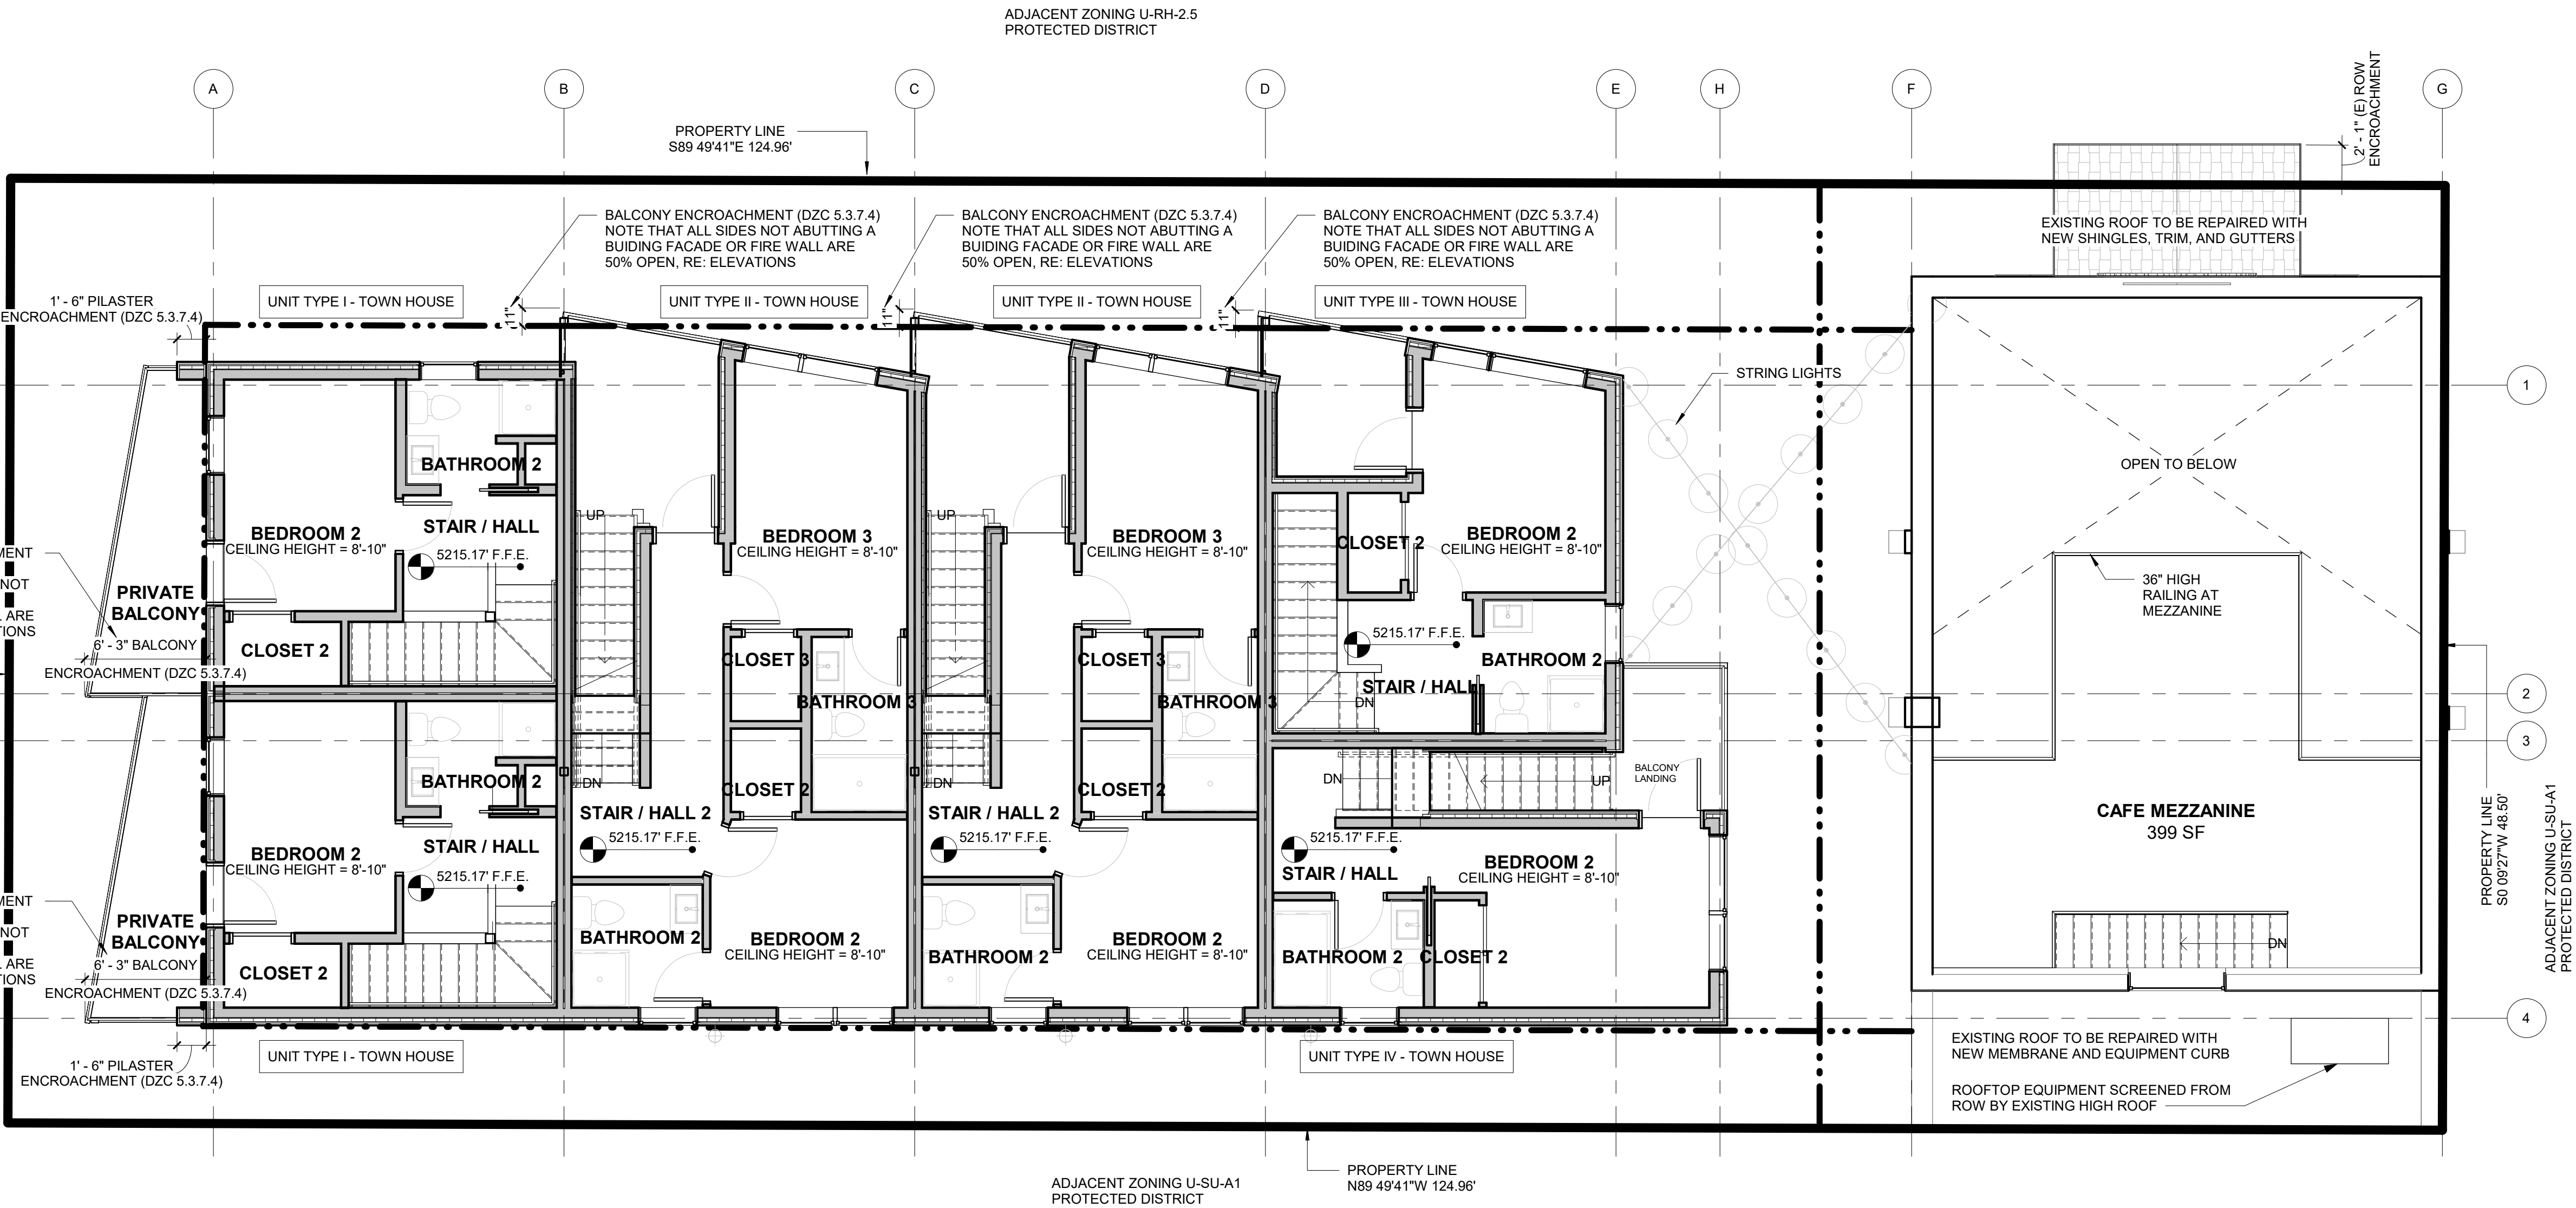 ADJACENT ZONING U-RH-2.5
PROTECTED DISTRICT
A
B
C
D
E
H
F
G
2' - 1" (E) ROW
ENCROACHMENT
PROPERTY LINE
S89 49'41"E 124.96'
BALCONY ENCROACHMENT (DZC 5.3.7.4)
NOTE THAT ALL SIDES NOT ABUTTING A
BUIDING FACADE OR FIRE WALL ARE
50% OPEN, RE: ELEVATIONS
BALCONY ENCROACHMENT (DZC 5.3.7.4)
NOTE THAT ALL SIDES NOT ABUTTING A
BUIDING FACADE OR FIRE WALL ARE
50% OPEN, RE: ELEVATIONS
BALCONY ENCROACHMENT (DZC 5.3.7.4)
NOTE THAT ALL SIDES NOT ABUTTING A
BUIDING FACADE OR FIRE WALL ARE
50% OPEN, RE: ELEVATIONS
EXISTING ROOF TO BE REPAIRED WITH
NEW SHINGLES, TRIM, AND GUTTERS
1' - 6" PILASTER
ENCROACHMENT (DZC 5.3.7.4)
UNIT TYPE I - TOWN HOUSE
11"
UNIT TYPE II - TOWN HOUSE
11"
UNIT TYPE II - TOWN HOUSE
11"
UNIT TYPE III - TOWN HOUSE
STRING LIGHTS
1
BATHROOM 2
OPEN TO BELOW
STAIR / HALL
5215.17' F.F.E.
BEDROOM 2
CEILING HEIGHT = 8'-10"
UP
BEDROOM 3
CEILING HEIGHT = 8'-10"
UP
BEDROOM 3
CEILING HEIGHT = 8'-10"
CLOSET 2
BEDROOM 2
CEILING HEIGHT = 8'-10"
MENT
NOT
ARE
TIONS
PRIVATE
BALCONY
36" HIGH
RAILING AT
MEZZANINE
6' - 3" BALCONY
ENCROACHMENT (DZC 5.3.7.4)
CLOSET 2
CLOSET 3
BATHROOM 3
CLOSET 3
BATHROOM 3
5215.17' F.F.E.
BATHROOM 2
STAIR / HALL
DN
2
3
BATHROOM 2
DN
CLOSET 2
DN
CLOSET 2
DN
UP
BALCONY
LANDING
STAIR / HALL 2
5215.17' F.F.E.
STAIR / HALL 2
5215.17' F.F.E.
5215.17' F.F.E.
STAIR / HALL
CAFE MEZZANINE
399 SF
PROPERTY LINE
S0 09'27"W 48.50'
ADJACENT ZONING U-SU-A1
PROTECTED DISTRICT
STAIR / HALL
5215.17' F.F.E.
BEDROOM 2
CEILING HEIGHT = 8'-10"
BEDROOM 2
CEILING HEIGHT = 8'-10"
MENT
NOT
ARE
TIONS
PRIVATE
BALCONY
6' - 3" BALCONY
ENCROACHMENT (DZC 5.3.7.4)
CLOSET 2
BATHROOM 2
BEDROOM 2
CEILING HEIGHT = 8'-10"
BATHROOM 2
BEDROOM 2
CEILING HEIGHT = 8'-10"
BATHROOM 2
CLOSET 2
DN
4
1' - 6" PILASTER
ENCROACHMENT (DZC 5.3.7.4)
UNIT TYPE I - TOWN HOUSE
UNIT TYPE IV - TOWN HOUSE
EXISTING ROOF TO BE REPAIRED WITH
NEW MEMBRANE AND EQUIPMENT CURB
ROOFTOP EQUIPMENT SCREENED FROM
ROW BY EXISTING HIGH ROOF
ADJACENT ZONING U-SU-A1
PROTECTED DISTRICT
PROPERTY LINE
N89 49'41"W 124.96'